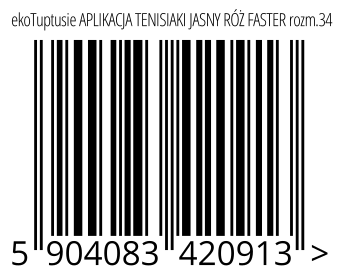 ekoTuptusie APLIKACJA TENISIAKI JASNY RÓŻ FASTER rozm.34
5 904083 420913 >